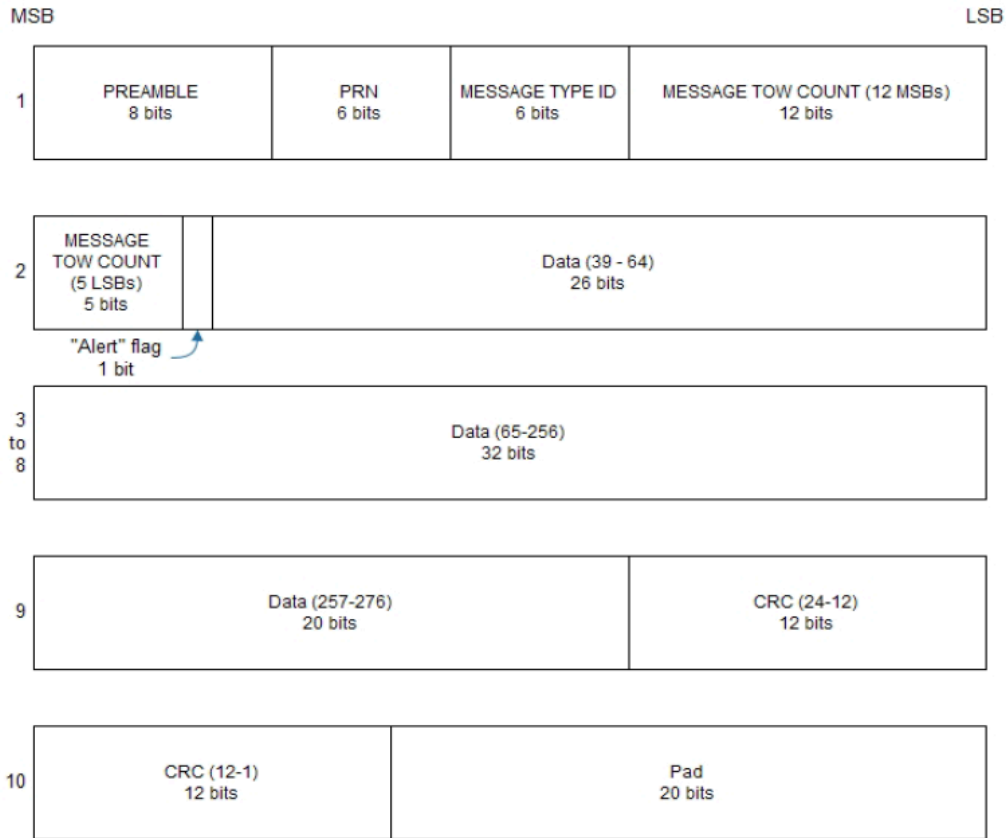 MSB
LSB
1
PREAMBLE
8 bits
PRN
6 bits
MESSAGE TYPE ID
6 bits
MESSAGE TOW COUNT (12 MSBs)
12 bits
2
MESSAGE
TOW COUNT
(5 LSBs)
5 bits
Data (39 - 64)
26 bits
"Alert" flag
1 bit
3
to
8
Data (65-256)
32 bits
9
Data (257-276)
20 bits
CRC (24-12)
12 bits
10
CRC (12-1)
12 bits
Pad
20 bits